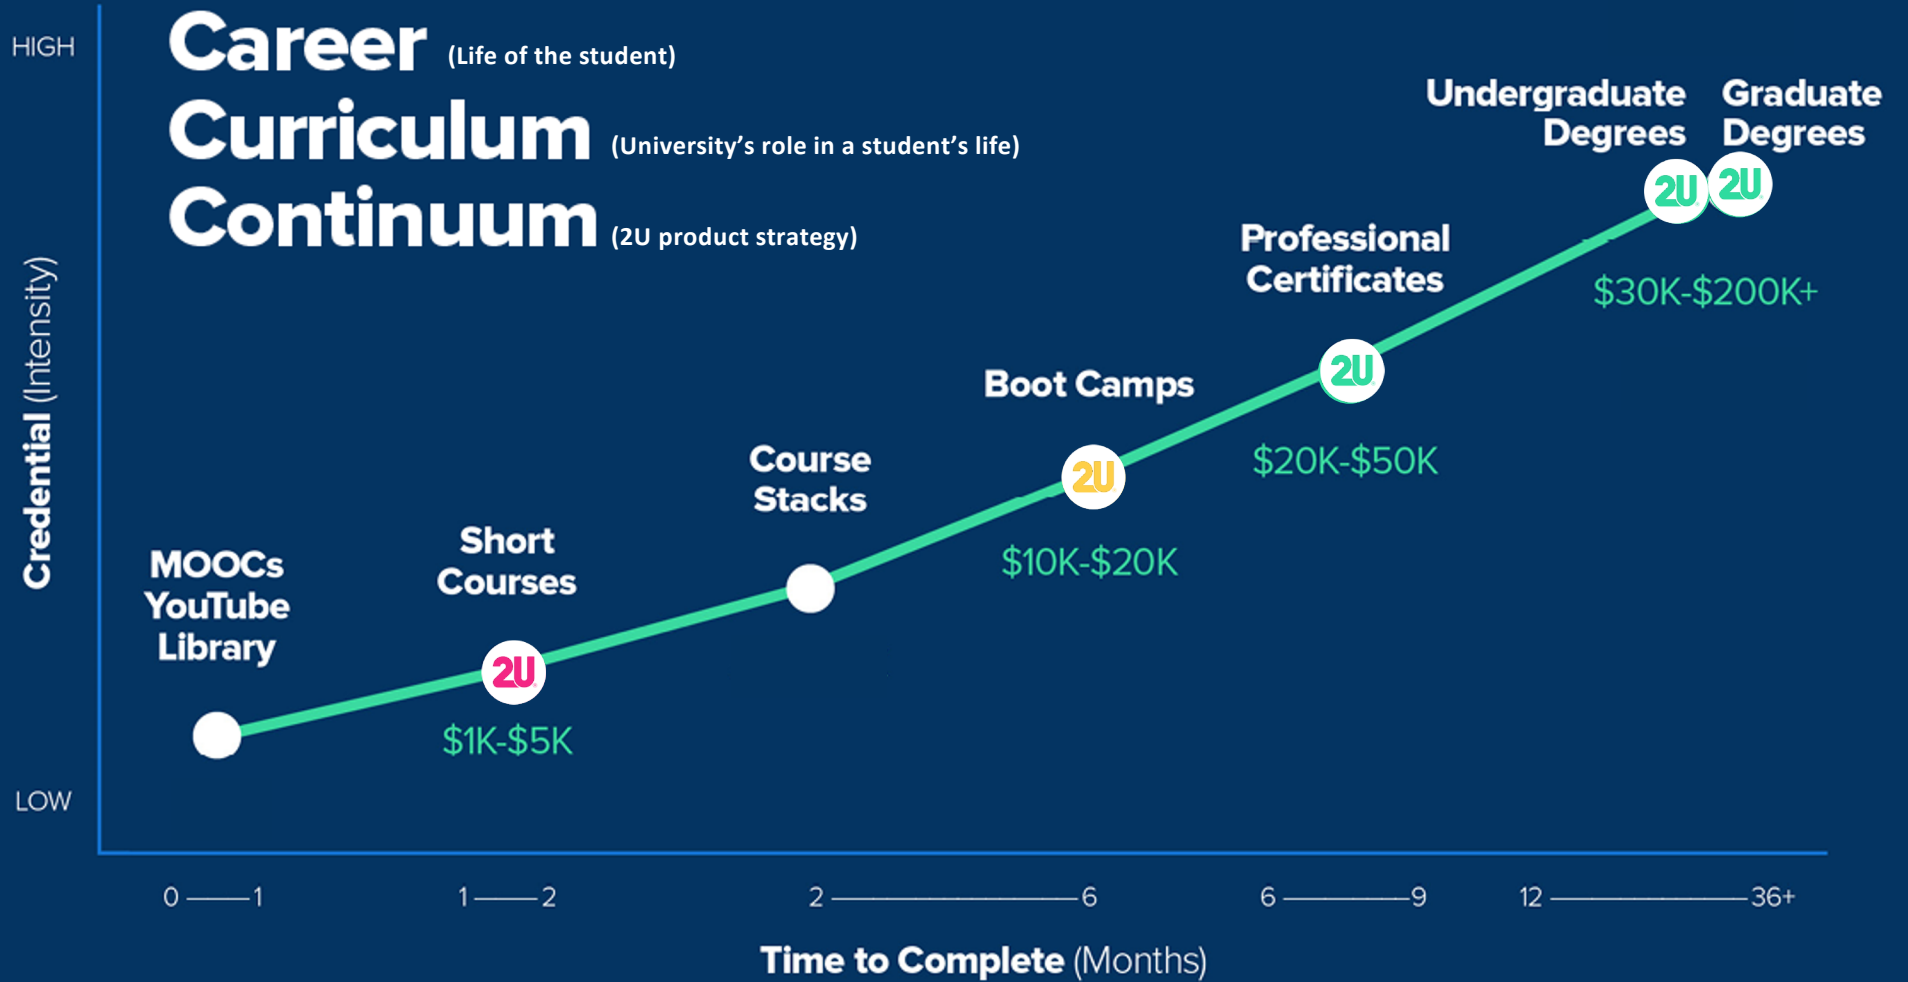 HIGH
Career (Life of the student)
Curriculum (University’s role in a student’s life)
Continuum (2U product strategy)
Undergraduate
Degrees
Graduate
Degrees
2U
2U
$30K-$200K+
Professional
Certificates
2U
$20K-$50K
Boot Camps
2U
$10K-$20K
Course
Stacks
Short
Courses
2U
$1K-$5K
MOOCs
YouTube
Library
Credential (Intensity)
LOW
0 1
1 2
2 6
6 9
12 36+
Time to Complete (Months)